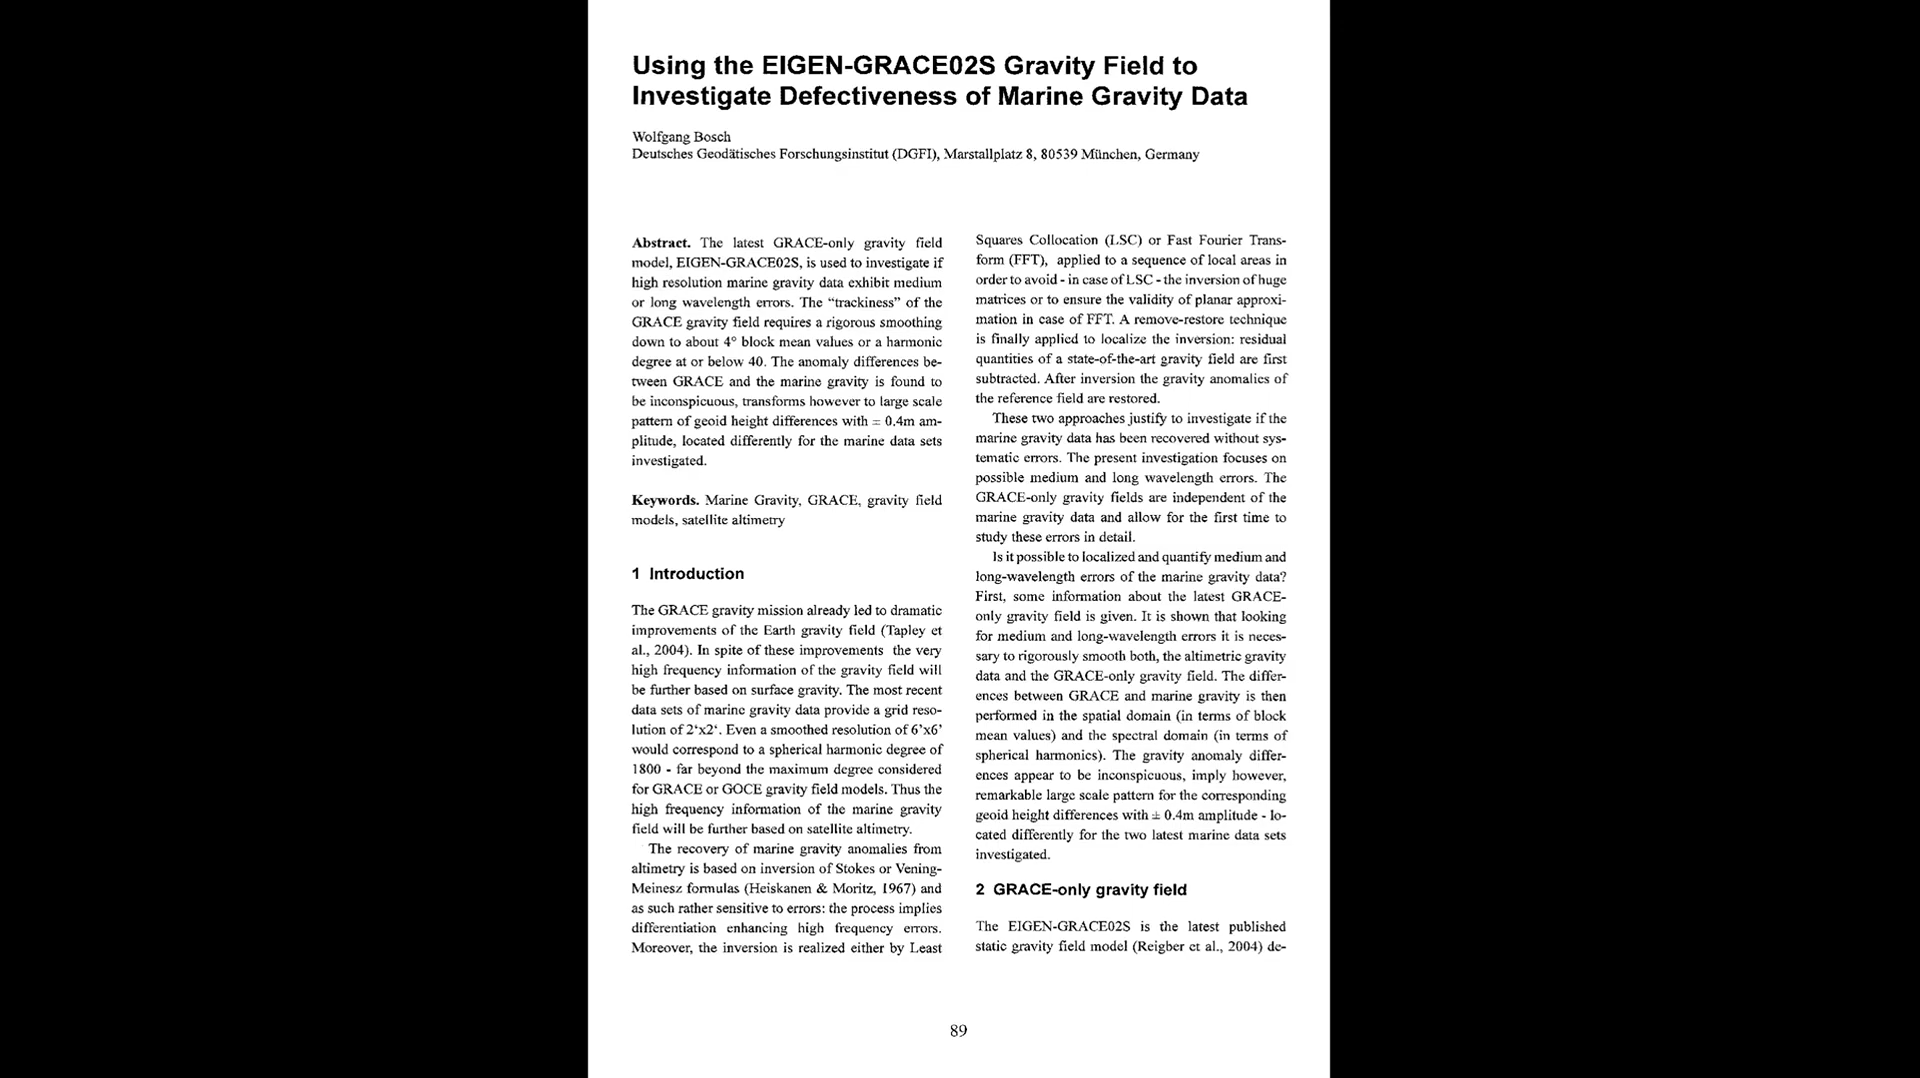 Using the EIGEN-GRACE02S Gravity Field to
Investigate Defectiveness of Marine Gravity Data
Wolfgang Bosch
Deutsches Geodätisches Forschungsinstitut (DGFI), Marstallplatz 8, 80539 München, Germany
Abstract. The latest GRACE-only gravity field
model, EIGEN-GRACE02S, is used to investigate if
high resolution marine gravity data exhibit medium
or long wavelength errors. The “trackiness” of the
GRACE gravity field requires a rigorous smoothing
down to about 4° block mean values or a harmonic
degree at or below 40. The anomaly differences be-
tween GRACE and the marine gravity is found to
be inconspicuous, transforms however to large scale
pattern of geoid height differences with ± 0.4m am-
plitude, located differently for the marine data sets
investigated.
Keywords. Marine Gravity, GRACE, gravity field
models, satellite altimetry
1 Introduction
The GRACE gravity mission already led to dramatic
improvements of the Earth gravity field (Tapley et
al., 2004). In spite of these improvements the very
high frequency information of the gravity field will
be further based on surface gravity. The most recent
data sets of marine gravity data provide a grid reso-
lution of 2‘x2‘. Even a smoothed resolution of 6’x6’
would correspond to a spherical harmonic degree of
1800 - far beyond the maximum degree considered
for GRACE or GOCE gravity field models. Thus the
high frequency information of the marine gravity
field will be further based on satellite altimetry.
The recovery of marine gravity anomalies from
altimetry is based on inversion of Stokes or Vening-
Meinesz formulas (Heiskanen & Moritz, 1967) and
as such rather sensitive to errors: the process implies
differentiation enhancing high frequency errors.
Moreover, the inversion is realized either by Least
Squares Collocation (LSC) or Fast Fourier Trans-
form (FFT), applied to a sequence of local areas in
order to avoid - in case of LSC - the inversion of huge
matrices or to ensure the validity of planar approxi-
mation in case of FFT. A remove-restore technique
is finally applied to localize the inversion: residual
quantities of a state-of-the-art gravity field are first
subtracted. After inversion the gravity anomalies of
the reference field are restored.
These two approaches justify to investigate if the
marine gravity data has been recovered without sys-
tematic errors. The present investigation focuses on
possible medium and long wavelength errors. The
GRACE-only gravity fields are independent of the
marine gravity data and allow for the first time to
study these errors in detail.
Is it possible to localized and quantify medium and
long-wavelength errors of the marine gravity data?
First, some information about the latest GRACE-
only gravity field is given. It is shown that looking
for medium and long-wavelength errors it is neces-
sary to rigorously smooth both, the altimetric gravity
data and the GRACE-only gravity field. The differ-
ences between GRACE and marine gravity is then
performed in the spatial domain (in terms of block
mean values) and the spectral domain (in terms of
spherical harmonics). The gravity anomaly differ-
ences appear to be inconspicuous, imply however,
remarkable large scale pattern for the corresponding
geoid height differences with ± 0.4m amplitude - lo-
cated differently for the two latest marine data sets
investigated.
2 GRACE-only gravity field
The EIGEN-GRACE02S is the latest published
static gravity field model (Reigber et al., 2004) de-
89